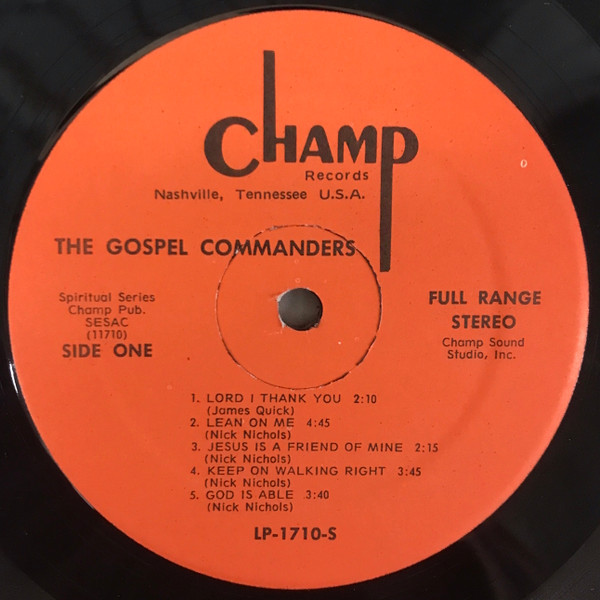 CHAMP
Records
Nashville, Tennessee U.S.A.
THE GOSPEL COMMANDERS
Spiritual Series
Champ Pub.
SESAC
(11710)
SIDE ONE
FULL RANGE
STEREO
Champ Sound
Studio, Inc.
1. LORD I THANK YOU 2:10
(James Quick)
2. LEAN ON ME 4:45
(Nick Nichols)
3. JESUS IS A FRIEND OF MINE 2:15
(Nick Nichols)
4. KEEP ON WALKING RIGHT 3:45
(Nick Nichols)
5. GOD IS ABLE 3:40
(Nick Nichols)
LP-1710-S